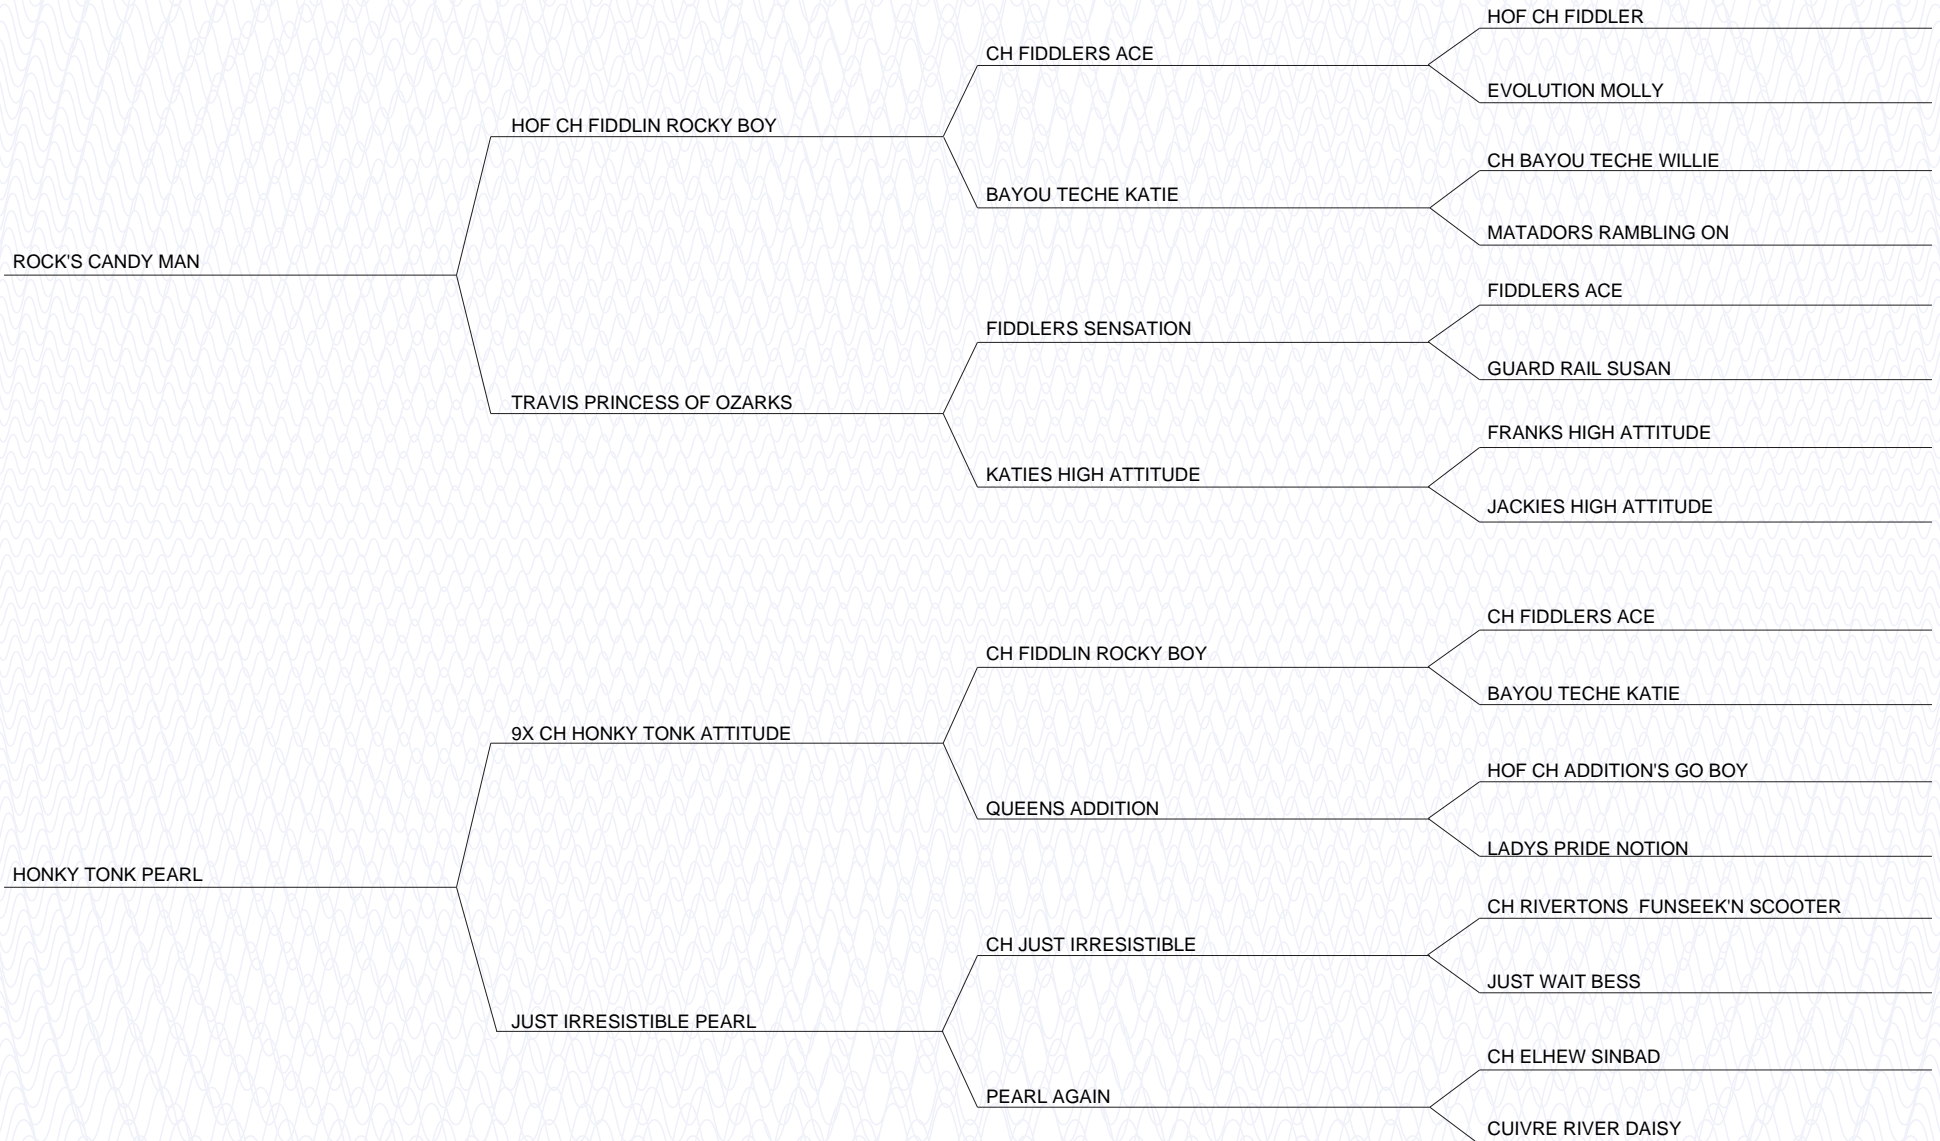 HOF CH FIDDLER
CH FIDDLERS ACE
EVOLUTION MOLLY
HOF CH FIDDLIN ROCKY BOY
CH BAYOU TECHE WILLIE
BAYOU TECHE KATIE
MATADORS RAMBLING ON
ROCK'S CANDY MAN
FIDDLERS ACE
FIDDLERS SENSATION
GUARD RAIL SUSAN
TRAVIS PRINCESS OF OZARKS
FRANKS HIGH ATTITUDE
KATIES HIGH ATTITUDE
JACKIES HIGH ATTITUDE
CH FIDDLERS ACE
CH FIDDLIN ROCKY BOY
BAYOU TECHE KATIE
9X CH HONKY TONK ATTITUDE
HOF CH ADDITION'S GO BOY
QUEENS ADDITION
LADYS PRIDE NOTION
HONKY TONK PEARL
CH RIVERTONS  FUNSEEK'N SCOOTER
CH JUST IRRESISTIBLE
JUST WAIT BESS
JUST IRRESISTIBLE PEARL
CH ELHEW SINBAD
PEARL AGAIN
CUIVRE RIVER DAISY